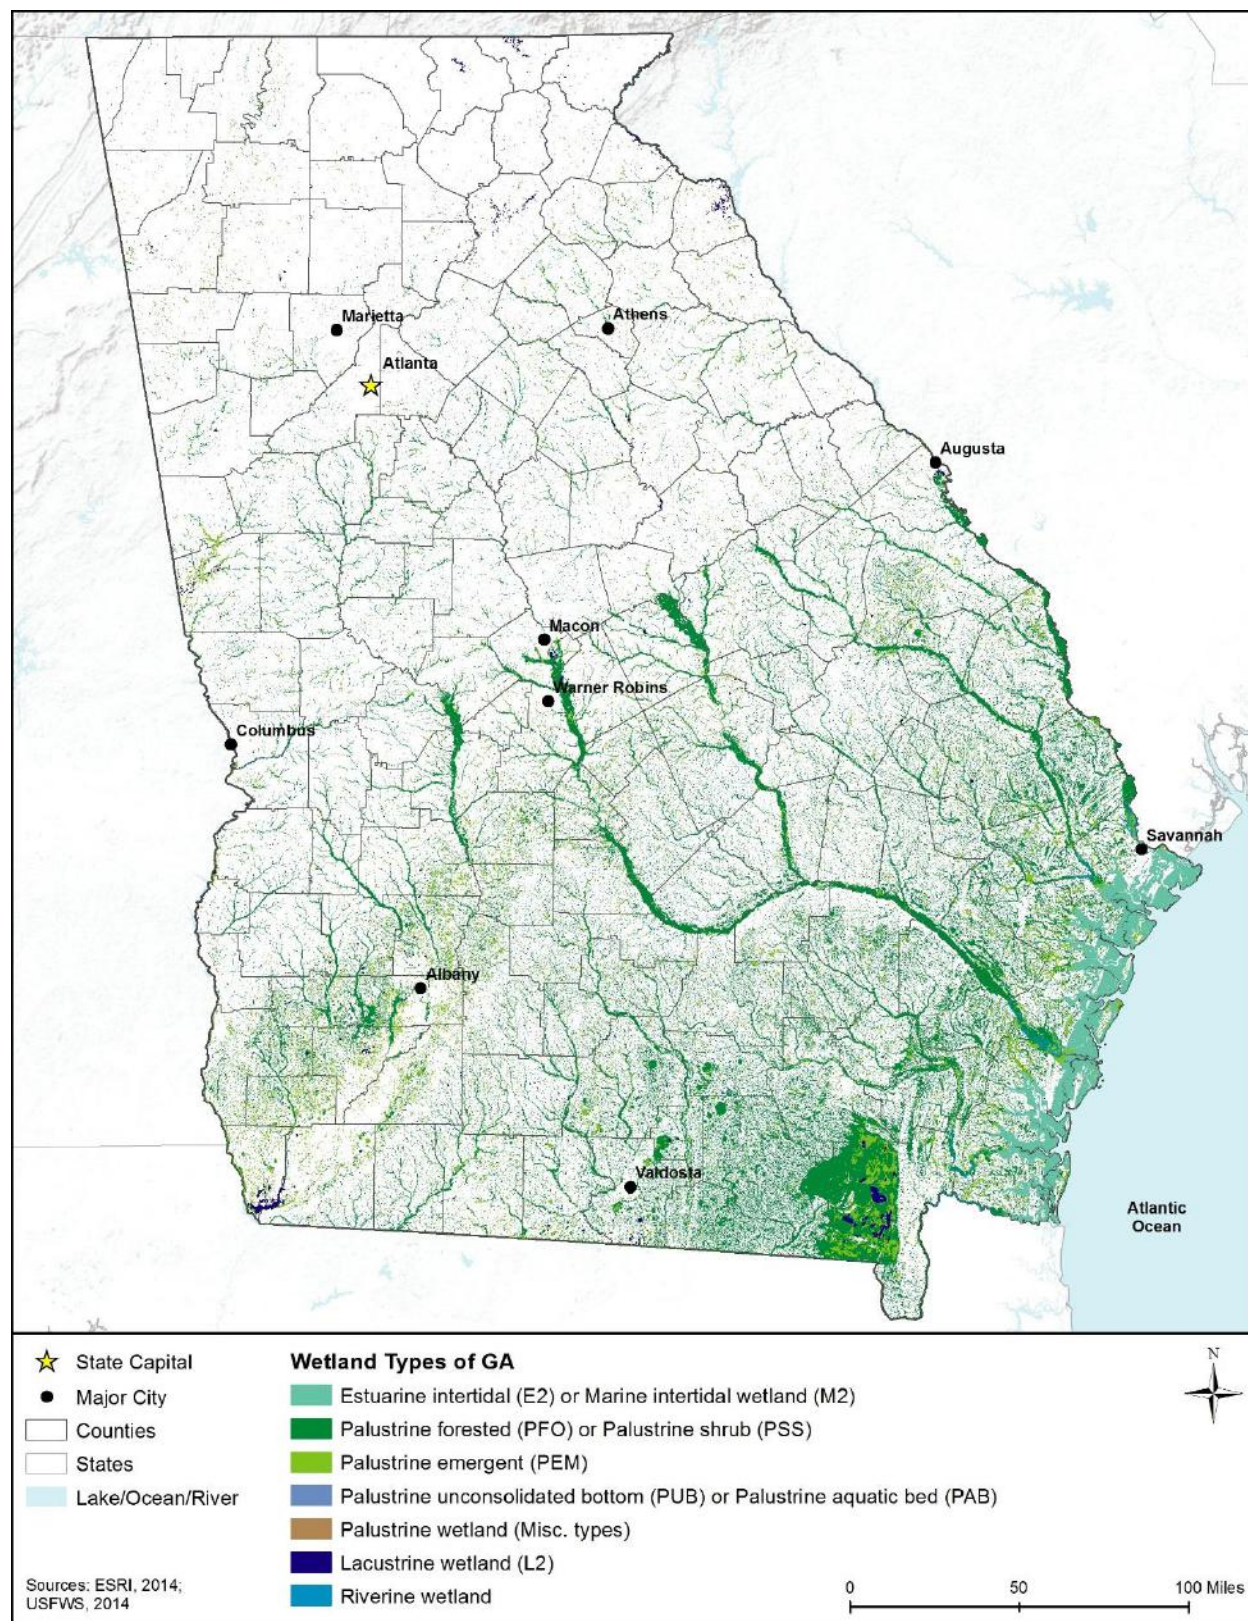 Marietta
Athens
Atlanta
Augusta
Macon
Warner Robins
Columbus
Savannah
Albany
Valdosta
Atlantic
Ocean
State Capital
Major City
Counties
States
Lake/Ocean/River
Sources: ESRI, 2014;
USFWS, 2014
Wetland Types of GA
Estuarine intertidal (E2) or Marine intertidal wetland (M2)
Palustrine forested (PFO) or Palustrine shrub (PSS)
Palustrine emergent (PEM)
Palustrine unconsolidated bottom (PUB) or Palustrine aquatic bed (PAB)
Palustrine wetland (Misc. types)
Lacustrine wetland (L2)
Riverine wetland
N
0 50 100 Miles